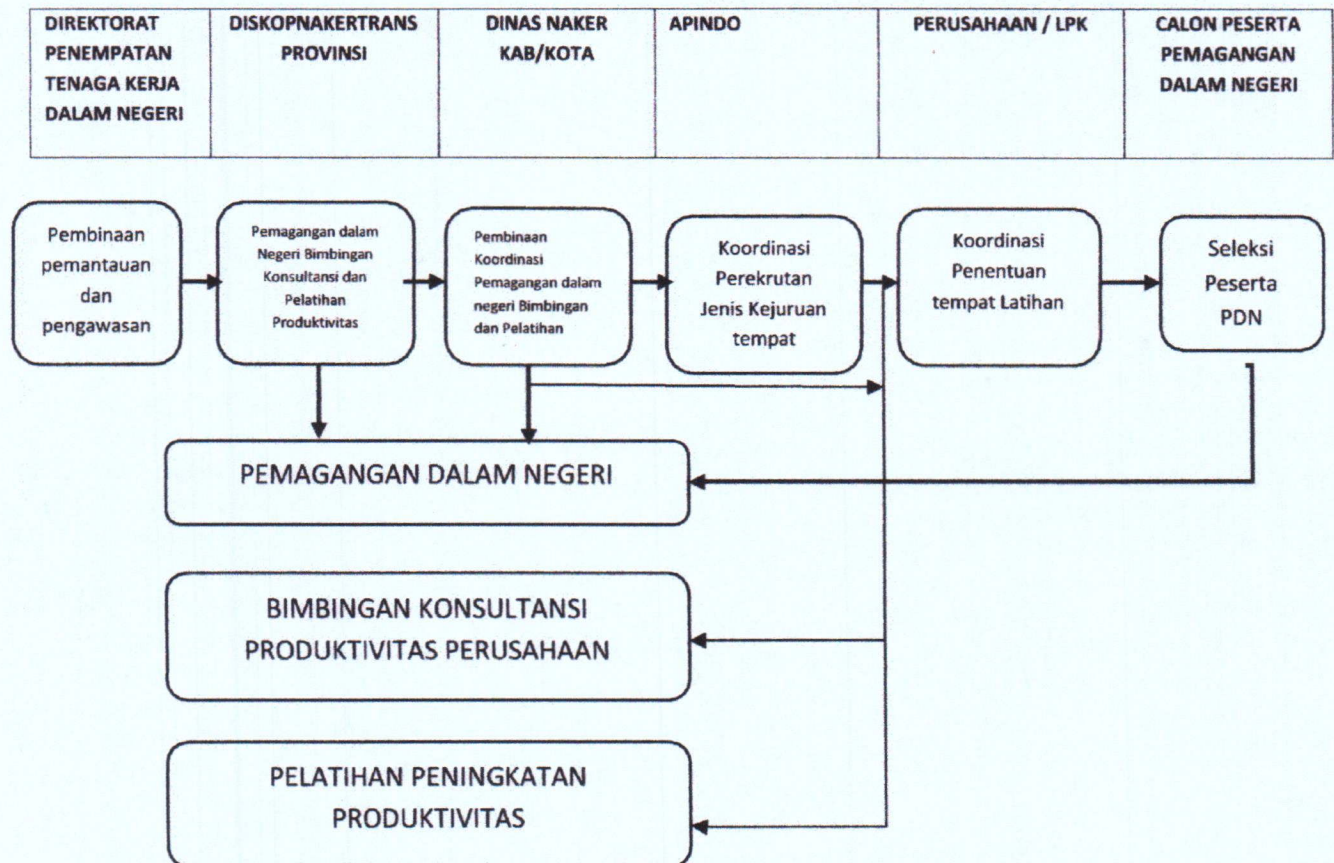 DIREKTORAT
PENEMPATAN
TENAGA KERJA
DALAM NEGERI
DISKOPNAKERTRANS
PROVINSI
DINAS NAKER
KAB/KOTA
APINDO
PERUSAHAAN / LPK
CALON PESERTA
PEMAGANGAN
DALAM NEGERI
Pembinaan
pemantauan
dan
pengawasan
Pemagangan dalam
Negeri Bimbingan
Konsultansi dan
Pelatihan
Produktivitas
Pembinaan
Koordinasi
Pemagangan dalam
negeri Bimbingan
dan Pelatihan
Koordinasi
Perekrutan
Jenis Kejuruan
tempat
Koordinasi
Penentuan
tempat Latihan
Seleksi
Peserta
PDN
PEMAGANGAN DALAM NEGERI
BIMBINGAN KONSULTANSI
PRODUKTIVITAS PERUSAHAAN
PELATIHAN PENINGKATAN
PRODUKTIVITAS